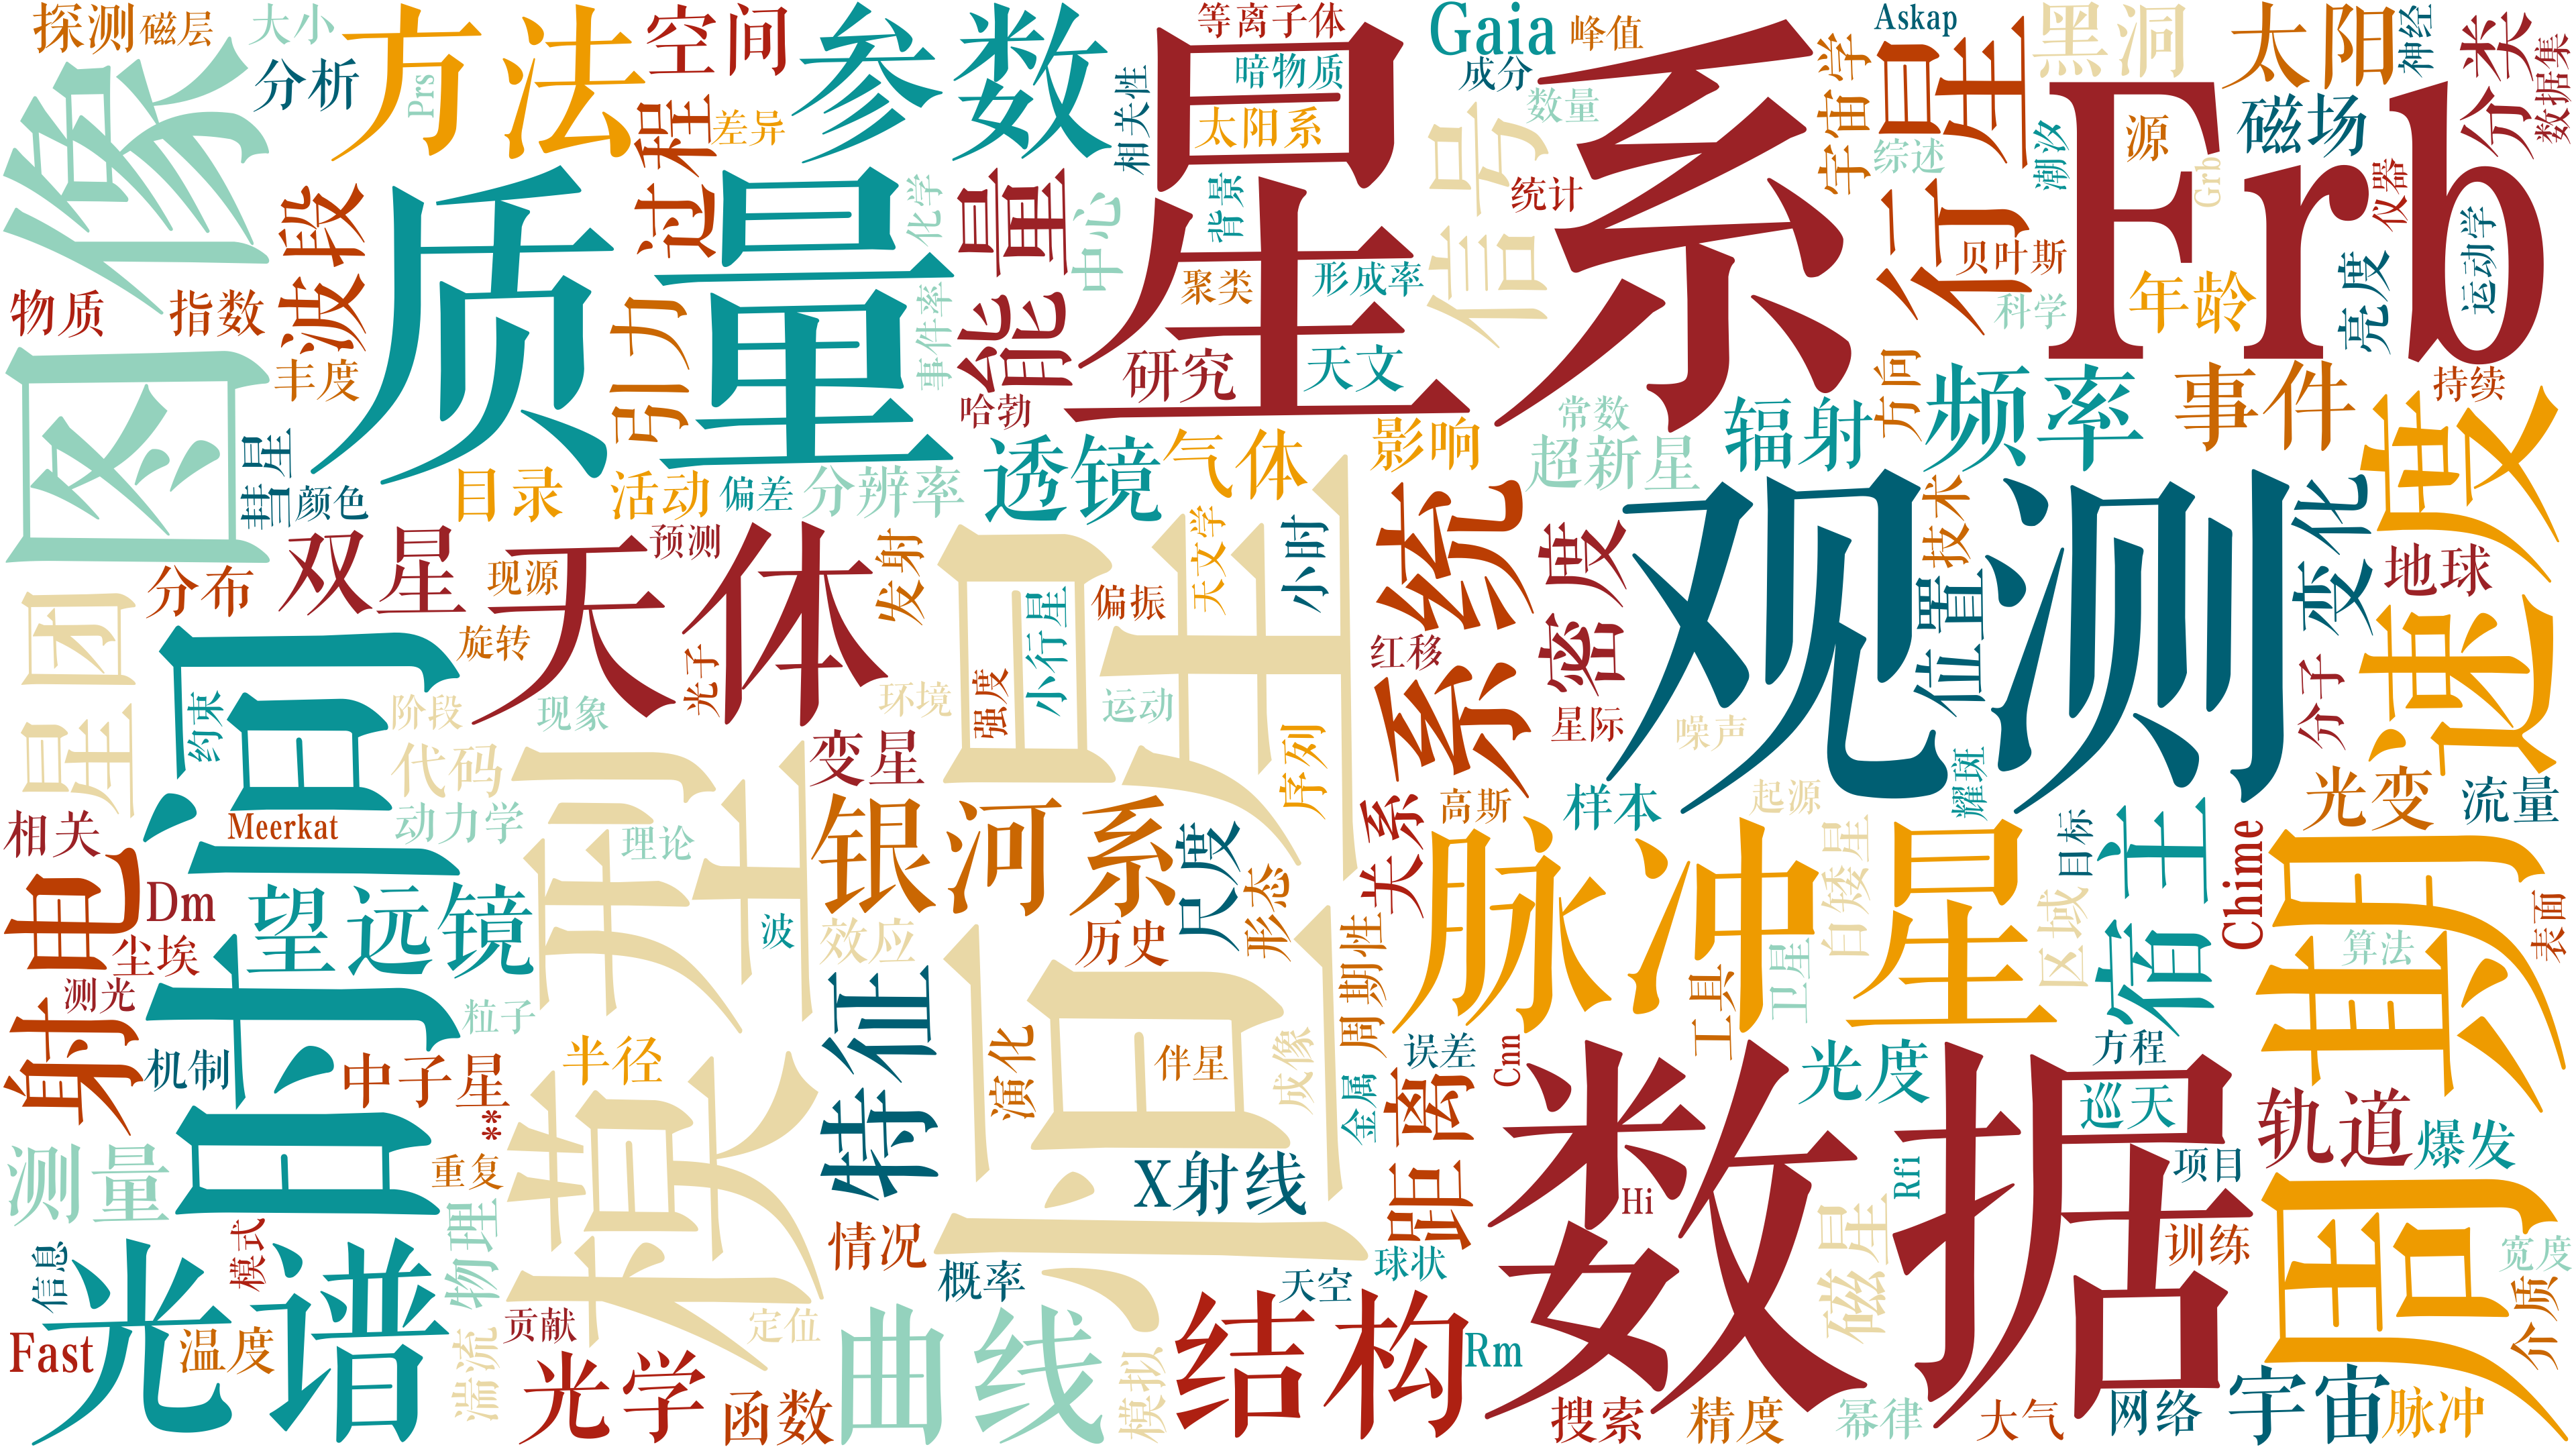 探测
磁层
大小
方法
空间
参数
等离子体
星系
Gaia
峰值
Askap
行星
黑洞
太阳
神经
分类
数据集
图像
分析
Prs
过程
差异
相关性
暗物质
太阳系
成分
数量
信号
宇宙学
综述
潮汐
Frb
源
磁场
Grb
仪器
运动学
物质
指数
波段
丰度
质量
引力
化学
事件率
能量
中心
背景
聚类
形成率
统计
贝叶斯
科学
年龄
亮度
研究
天文
哈勃
常数
方向
频率
事件
持续
彗星
颜色
目录
活动
偏差
分辨率
透镜
气体
影响
超新星
辐射
速度
双星
天体
预测
现源
发射
恒星
天文学
小时
系统
密度
观测
技术
位置
变化
地球
分布
旋转
光子
环境
强度
小行星
偏振
运动
红移
星际
噪声
分子
星团
时间
约束
阶段
现象
代码
模型
变星
序列
高斯
样本
起源
耀斑
光变
流量
相关
Meerkat
动力学
理论
银河系
尺度
关系
脉冲星
白矮星
目标
宿主
Chime
周期
射电
Dm
望远镜
波
效应
历史
形态
周期性
工具
卫星
区域
算法
表面
尘埃
测光
粒子
特征
机制
中子星
半径
演化
伴星
成像
误差
Cnn
光度
方程
巡天
**
金属
距离
数据
轨道
爆发
测量
重复
X射线
Hi
Rfi
项目
信息
模式
物理
情况
概率
天空
球状
磁星
训练
宽度
光谱
Fast
温度
湍流
贡献
定位
曲线
模拟
结构
Rm
介质
光学
函数
搜索
精度
幂律
大气
网络
宇宙
脉冲